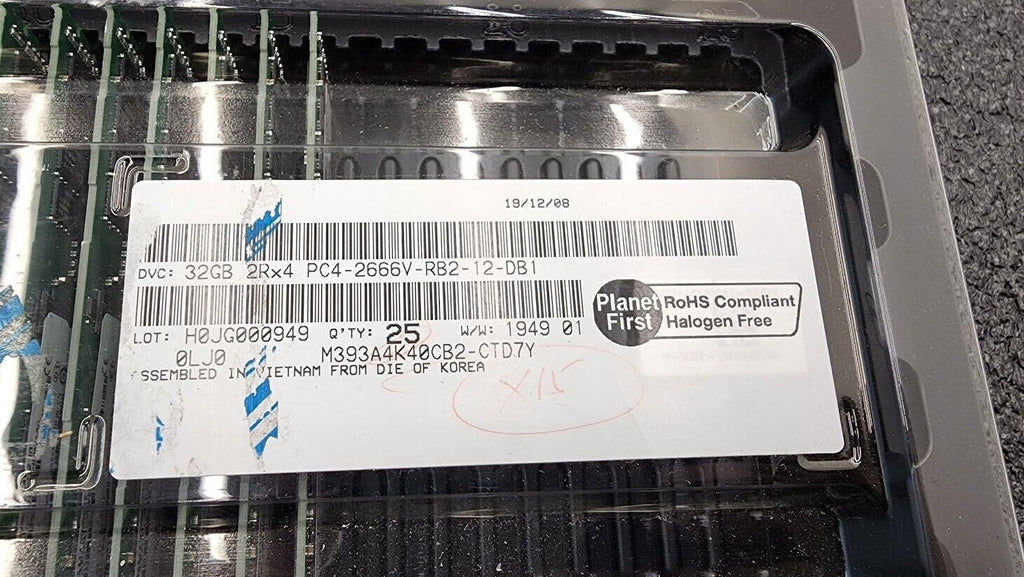 19/12/08
DVC: 32GB 2Rx4 PC4-2666V-RB2-12-DB1
LOT: H0JG000949 Q'TY: 25 W/W: 1949 01
0LJ0 M393A4K40CB2-CTD7Y
SSEMBLED IN VIETNAM FROM DIE OF KOREA
Planet First
RoHS Compliant
Halogen Free
X15